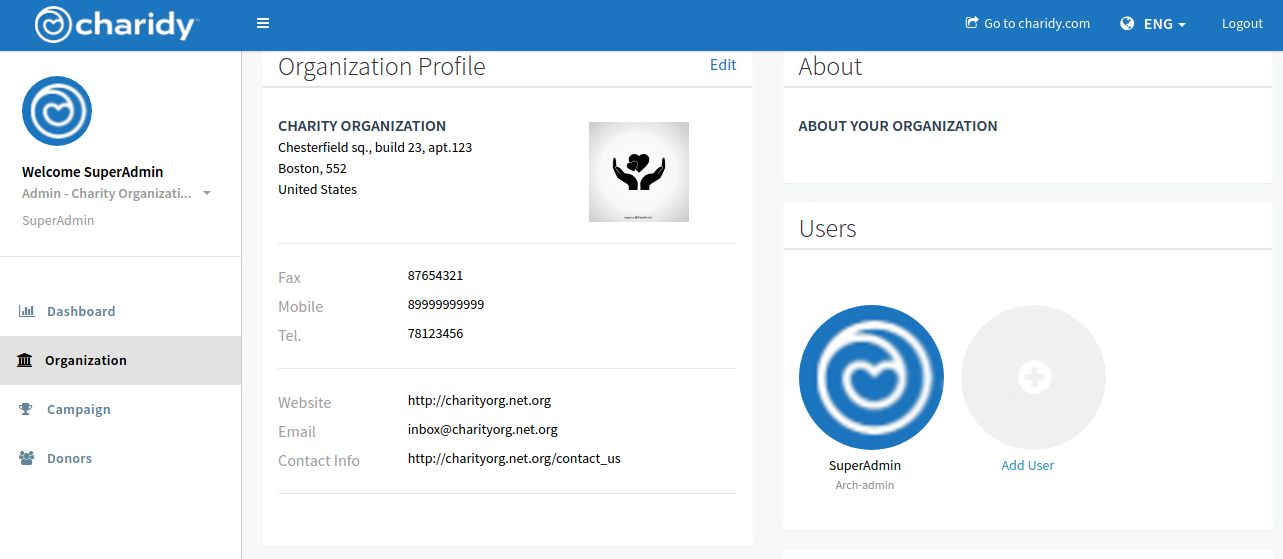 charidy
Go to charidy.com
ENG
Logout
Welcome SuperAdmin
Admin - Charity Organizati...
SuperAdmin
Dashboard
Organization
Campaign
Donors
Organization Profile
Edit
CHARITY ORGANIZATION
Chesterfield sq., build 23, apt.123
Boston, 552
United States
Fax 87654321
Mobile 89999999999
Tel. 78123456
Website http://charityorg.net.org
Email inbox@charityorg.net.org
Contact Info http://charityorg.net.org/contact_us
About
ABOUT YOUR ORGANIZATION
Users
SuperAdmin
Arch-admin
Add User